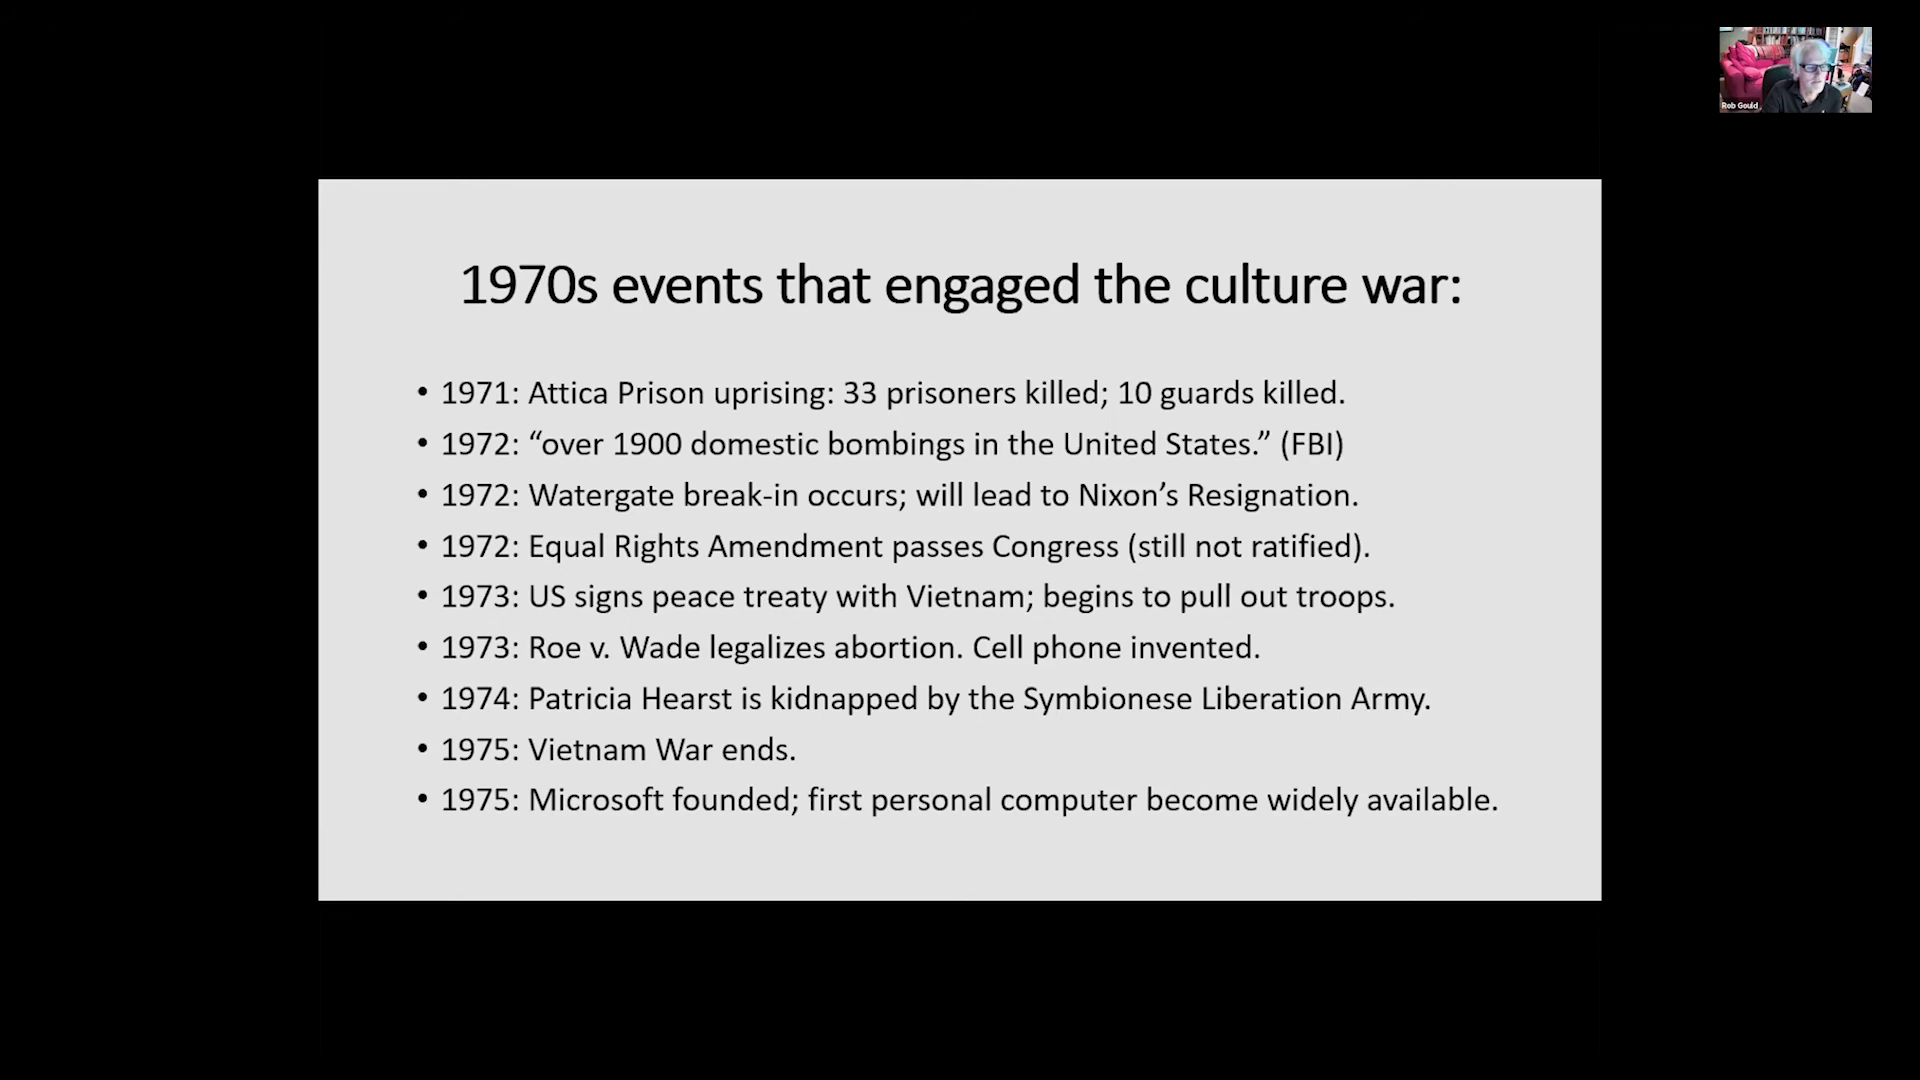 Rob Gould
1970s events that engaged the culture war:
• 1971: Attica Prison uprising: 33 prisoners killed; 10 guards killed.
• 1972: “over 1900 domestic bombings in the United States.” (FBI)
• 1972: Watergate break-in occurs; will lead to Nixon’s Resignation.
• 1972: Equal Rights Amendment passes Congress (still not ratified).
• 1973: US signs peace treaty with Vietnam; begins to pull out troops.
• 1973: Roe v. Wade legalizes abortion. Cell phone invented.
• 1974: Patricia Hearst is kidnapped by the Symbionese Liberation Army.
• 1975: Vietnam War ends.
• 1975: Microsoft founded; first personal computer become widely available.